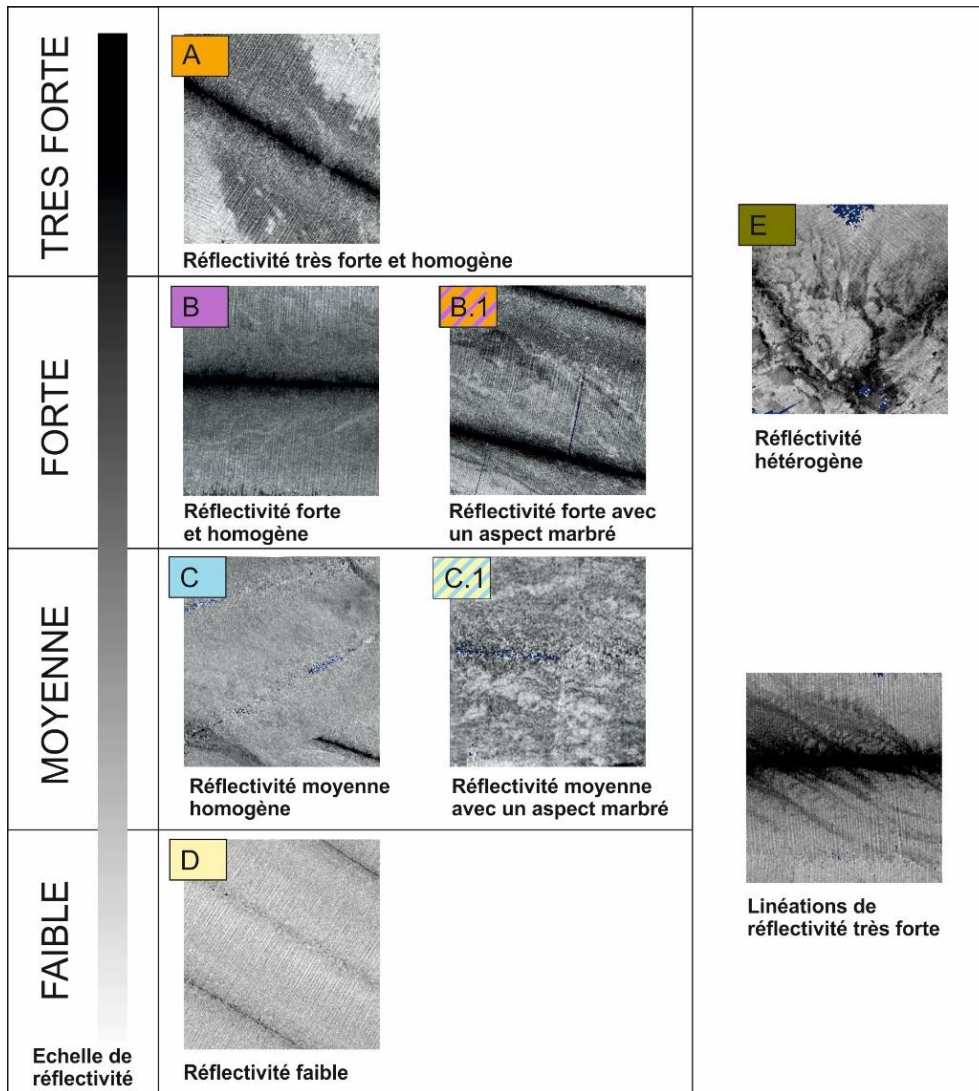 TRES FORTE
A
Réflectivité très forte et homogène
FORTE
B
Réflectivité forte
et homogène
B.1
Réflectivité forte avec
un aspect marbré
MOYENNE
C
Réflectivité moyenne
homogène
C.1
Réflectivité moyenne
avec un aspect marbré
FAIBLE
D
Réflectivité faible
Echelle de
réflectivité
E
Réfléctivité
hétérogène
Linéations de
réflectivité très forte